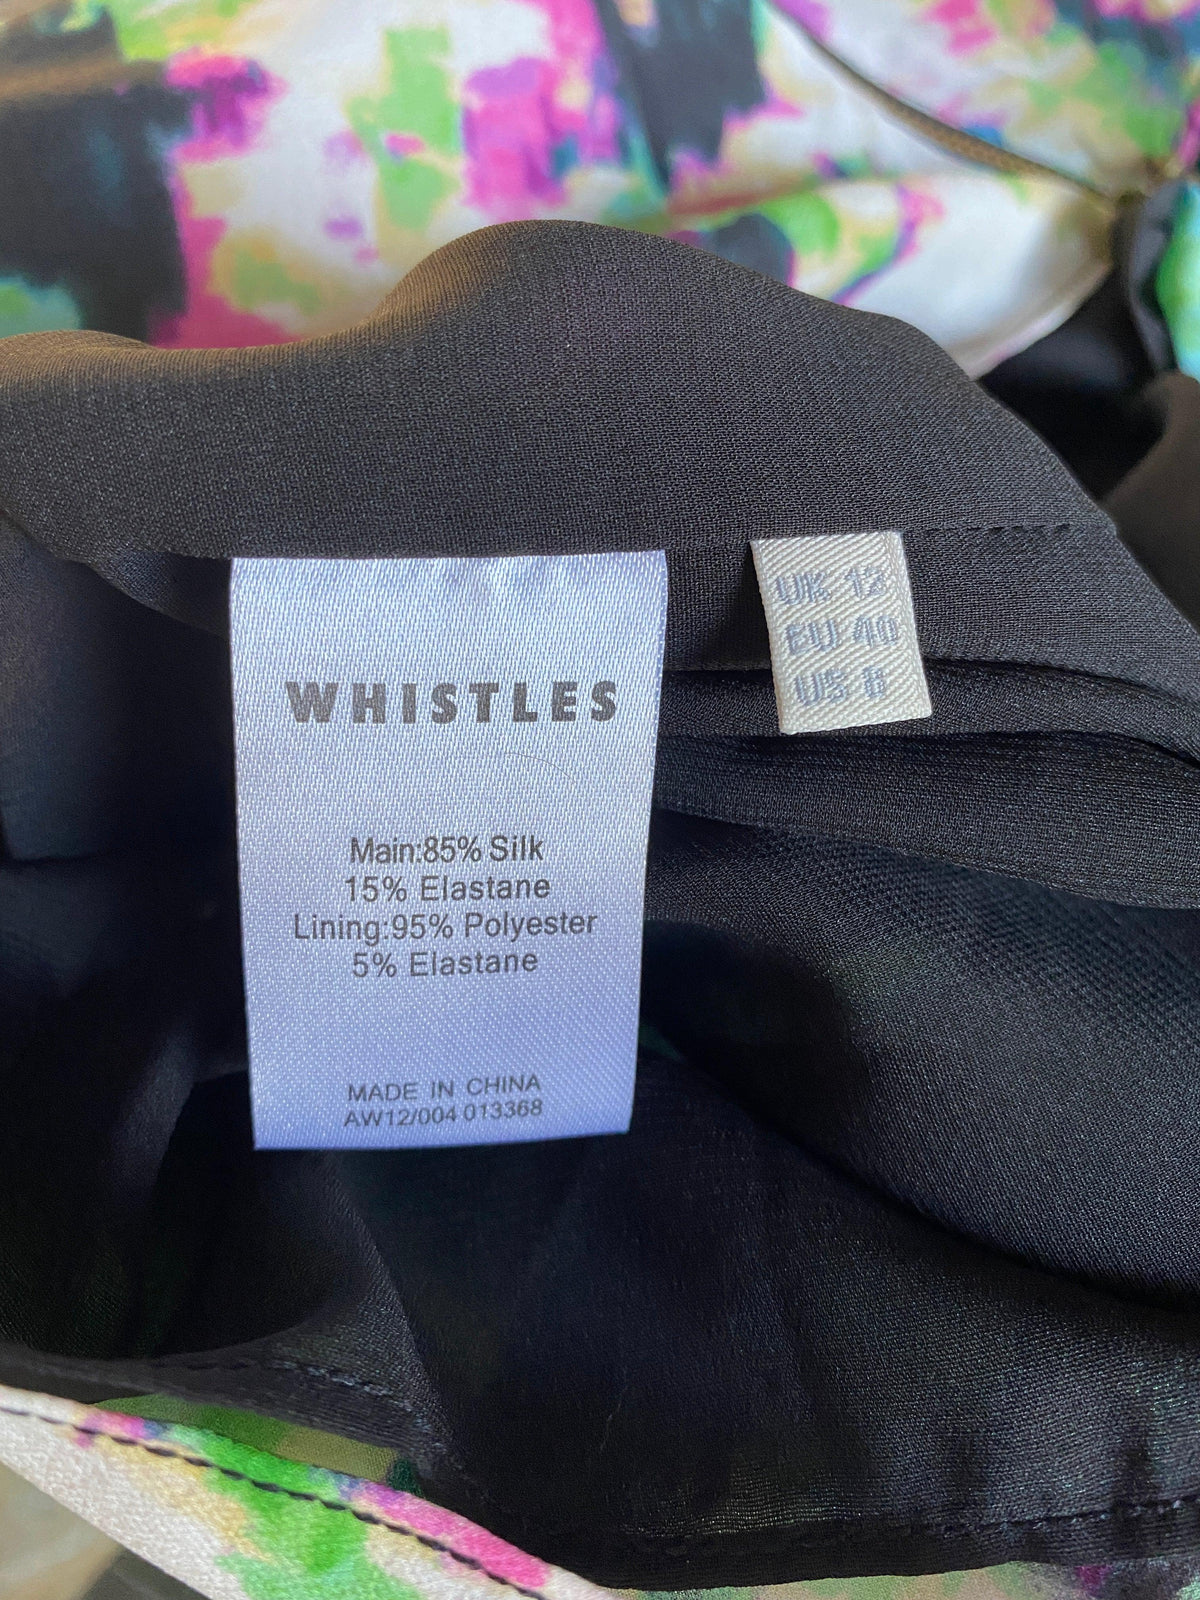 WHISTLES
Main:85% Silk
15% Elastane
Lining:95% Polyester
5% Elastane
MADE IN CHINA
AW12/004 013368
UK 12
EU 40
US 8